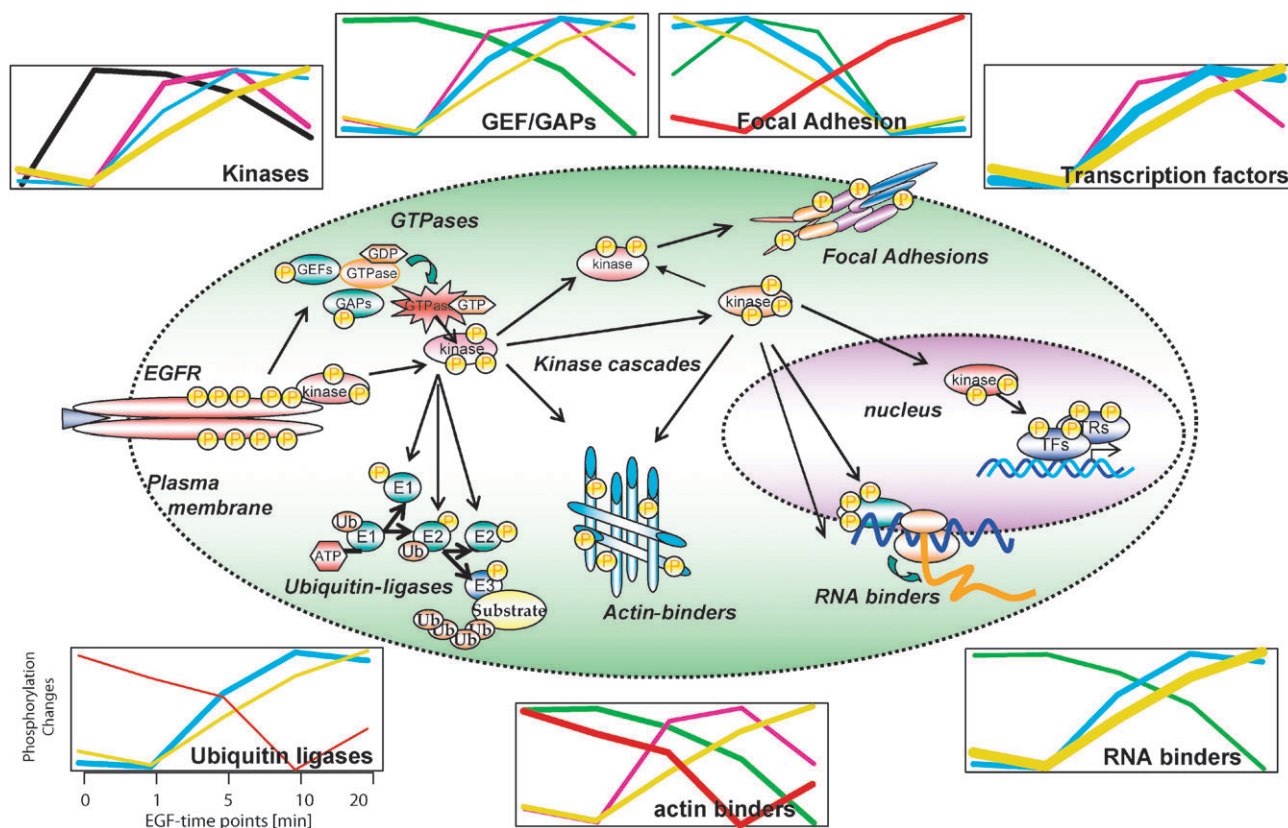 GEF/GAPs
Focal Adhesion
Kinases
Transcription factors
GTPases
GDP
P
GEFs
GTPase
GAPs
P
GTPas
GTP
P
P
kinase
P
P
P
P
P
P
Focal Adhesions
P
kinase
P
P
P
kinase
P
P
Kinase cascades
EGFR
P
P
P
P
P
P
kinase
P
P
P
P
P
nucleus
kinase
P
P
P
P
P
P
TRs
TFs
Plasma
membrane
P
E1
Ub
E1
P
E2
Ub
E2
P
ATP
P
E3
Ubiquitin-ligases
Substrate
Ub
Ub
Ub
Ub
P
P
P
P
P
Actin-binders
P
P
P
RNA binders
Phosphorylation
Changes
Ubiquitin ligases
0 1 5 10 20
EGF-time points [min]
actin binders
RNA binders